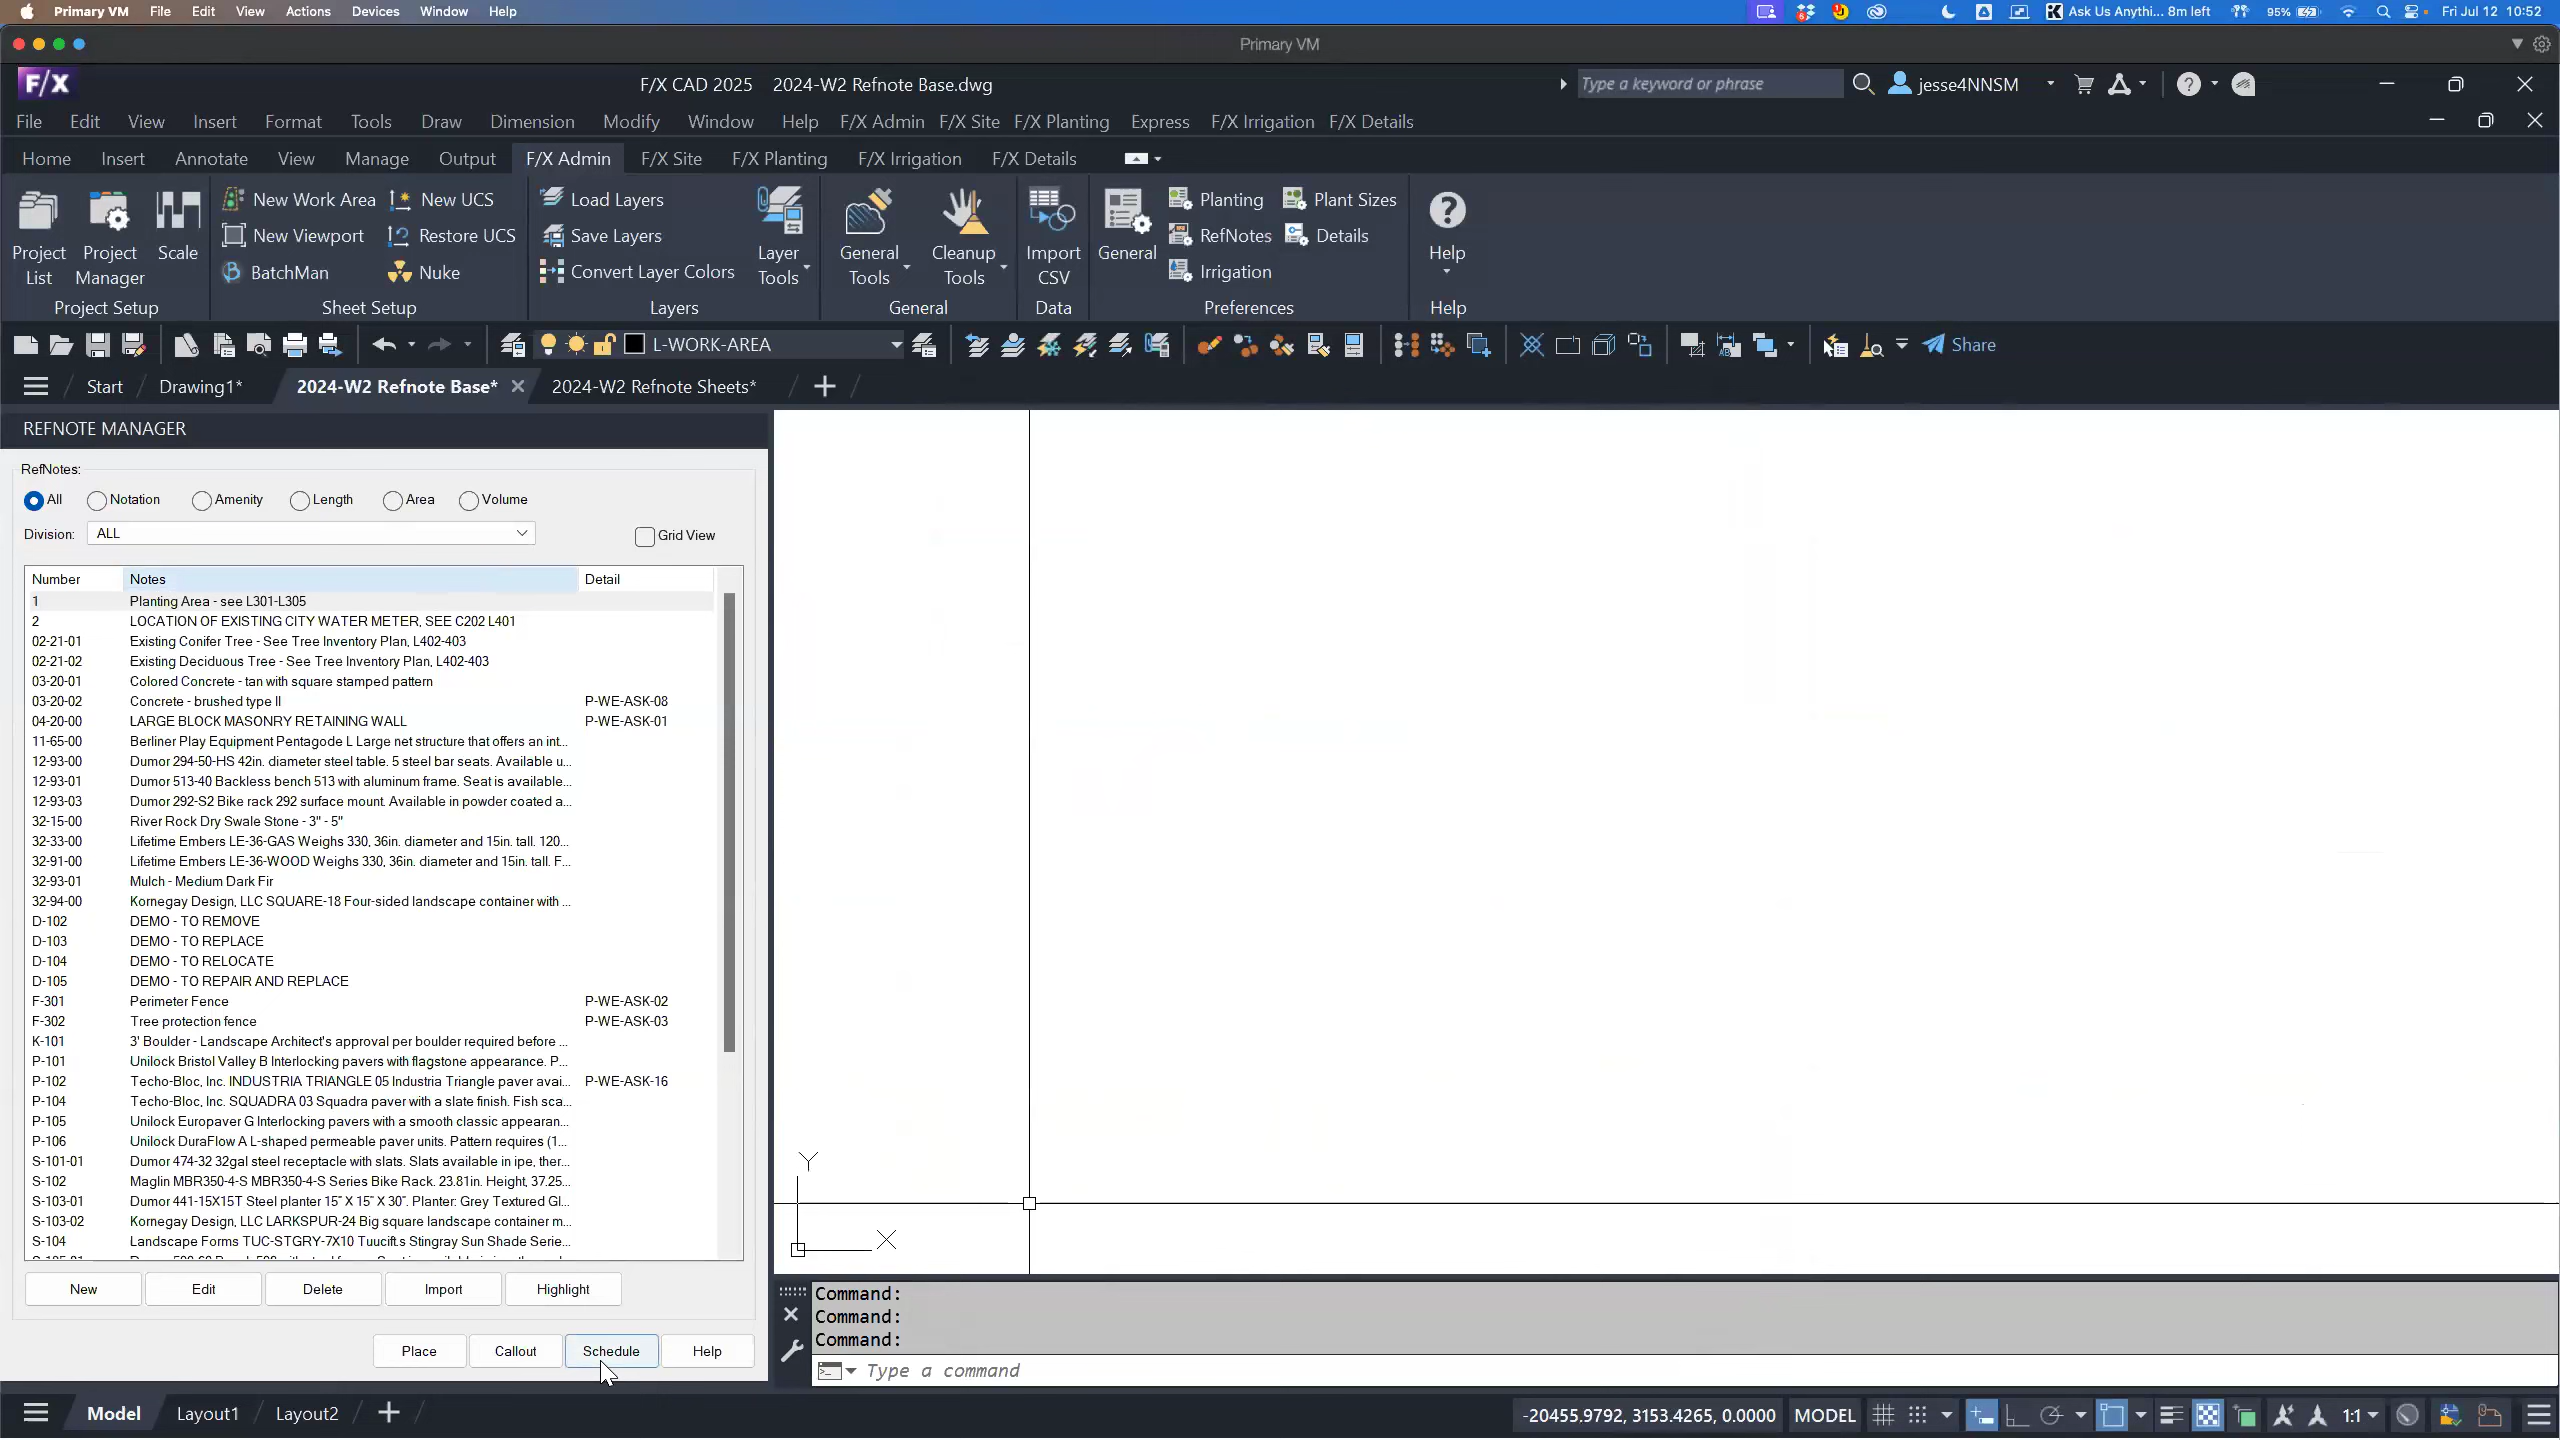 Primary VM File Edit View Actions Devices Window Help
Ask Us Anythi... 8m left 95% Fri Jul 12 10:52
Primary VM
F/X F/X CAD 2025 2024-W2 Refnote Base.dwg Type a keyword or phrase jesse4NNSM
File Edit View Insert Format Tools Draw Dimension Modify Window Help F/X Admin F/X Site F/X Planting Express F/X Irrigation F/X Details
Home Insert Annotate View Manage Output F/X Admin F/X Site F/X Planting F/X Irrigation F/X Details
New Work Area New UCS Load Layers Planting Plant Sizes
New Viewport Restore UCS Save Layers RefNotes Details
Project List Project Manager Scale Layer Tools General Tools Cleanup Tools Import CSV General Help
BatchMan Nuke Convert Layer Colors Irrigation
Project Setup Sheet Setup Layers General Data Preferences Help
L-WORK-AREA Share
Start Drawing1* 2024-W2 Refnote Base* 2024-W2 Refnote Sheets*
REFNOTE MANAGER
RefNotes:
All Notation Amenity Length Area Volume
Division: ALL Grid View
Number Notes Detail
1 Planting Area - see L301-L305
2 LOCATION OF EXISTING CITY WATER METER, SEE C202 L401
02-21-01 Existing Conifer Tree - See Tree Inventory Plan, L402-403
02-21-02 Existing Deciduous Tree - See Tree Inventory Plan, L402-403
03-20-01 Colored Concrete - tan with square stamped pattern
03-20-02 Concrete - brushed type II P-WE-ASK-08
04-20-00 LARGE BLOCK MASONRY RETAINING WALL P-WE-ASK-01
11-65-00 Berliner Play Equipment Pentagode L Large net structure that offers an int...
12-93-00 Dumor 294-50-HS 42in. diameter steel table. 5 steel bar seats. Available u...
12-93-01 Dumor 513-40 Backless bench 513 with aluminum frame. Seat is available...
12-93-03 Dumor 292-S2 Bike rack 292 surface mount. Available in powder coated a...
32-15-00 River Rock Dry Swale Stone - 3" - 5"
32-33-00 Lifetime Embers LE-36-GAS Weighs 330, 36in. diameter and 15in. tall. 120...
32-91-00 Lifetime Embers LE-36-WOOD Weighs 330, 36in. diameter and 15in. tall. F...
32-93-01 Mulch - Medium Dark Fir
32-94-00 Kornegay Design, LLC SQUARE-18 Four-sided landscape container with ...
D-102 DEMO - TO REMOVE
D-103 DEMO - TO REPLACE
D-104 DEMO - TO RELOCATE
D-105 DEMO - TO REPAIR AND REPLACE
F-301 Perimeter Fence P-WE-ASK-02
F-302 Tree protection fence P-WE-ASK-03
K-101 3' Boulder - Landscape Architect's approval per boulder required before ...
P-101 Unilock Bristol Valley B Interlocking pavers with flagstone appearance. P...
P-102 Techo-Bloc, Inc. INDUSTRIA TRIANGLE 05 Industria Triangle paver avai... P-WE-ASK-16
P-104 Techo-Bloc, Inc. SQUADRA 03 Squadra paver with a slate finish. Fish sca...
P-105 Unilock Europaver G Interlocking pavers with a smooth classic appearan...
P-106 Unilock DuraFlow A L-shaped permeable paver units. Pattern requires (1...
S-101-01 Dumor 474-32 32gal steel receptacle with slats. Slats available in ipe, ther...
S-102 Maglin MBR350-4-S MBR350-4-S Series Bike Rack. 23.81in. Height, 37.25...
S-103-01 Dumor 441-15X15T Steel planter 15" X 15" X 30". Planter: Grey Textured Gl...
S-103-02 Kornegay Design, LLC LARKSPUR-24 Big square landscape container m...
S-104 Landscape Forms TUC-STGRY-7X10 Tuucift.s Stingray Sun Shade Serie...
New Edit Delete Import Highlight
Place Callout Schedule Help
Y
X
Command:
Command:
Command:
Type a command
Model Layout1 Layout2 -20455.9792, 3153.4265, 0.0000 MODEL 1:1